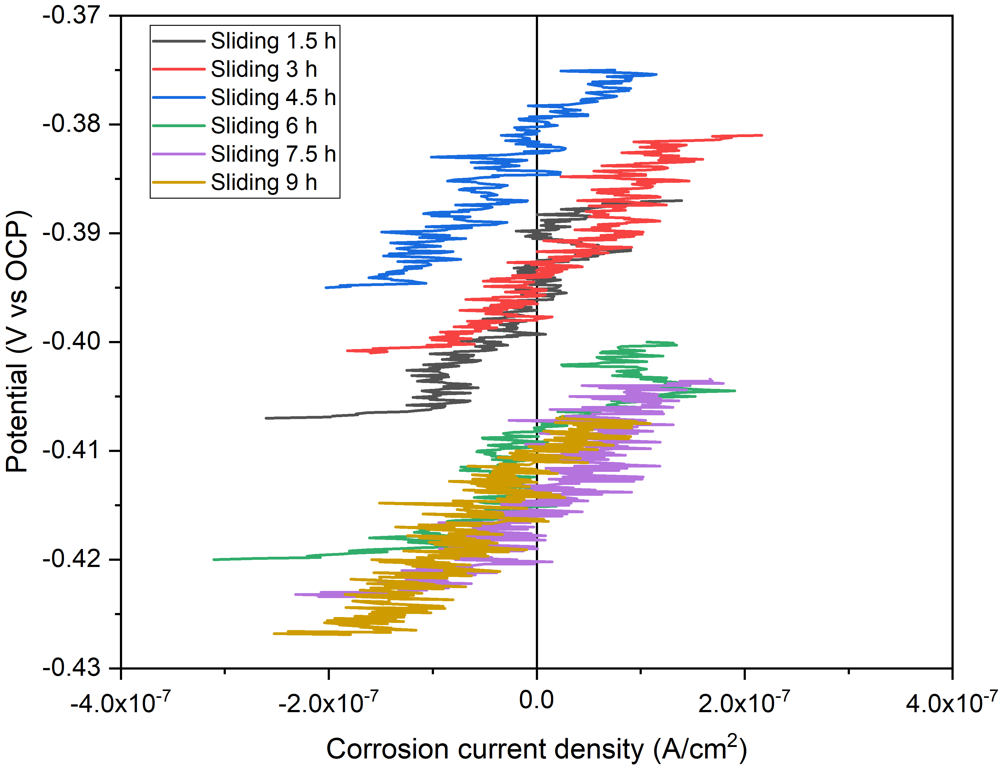 Potential (V vs OCP)
-0.37
-0.38
-0.39
-0.40
-0.41
-0.42
-0.43
Sliding 1.5 h
Sliding 3 h
Sliding 4.5 h
Sliding 6 h
Sliding 7.5 h
Sliding 9 h
-4.0x10⁻⁷ -2.0x10⁻⁷ 0.0 2.0x10⁻⁷ 4.0x10⁻⁷
Corrosion current density (A/cm²)